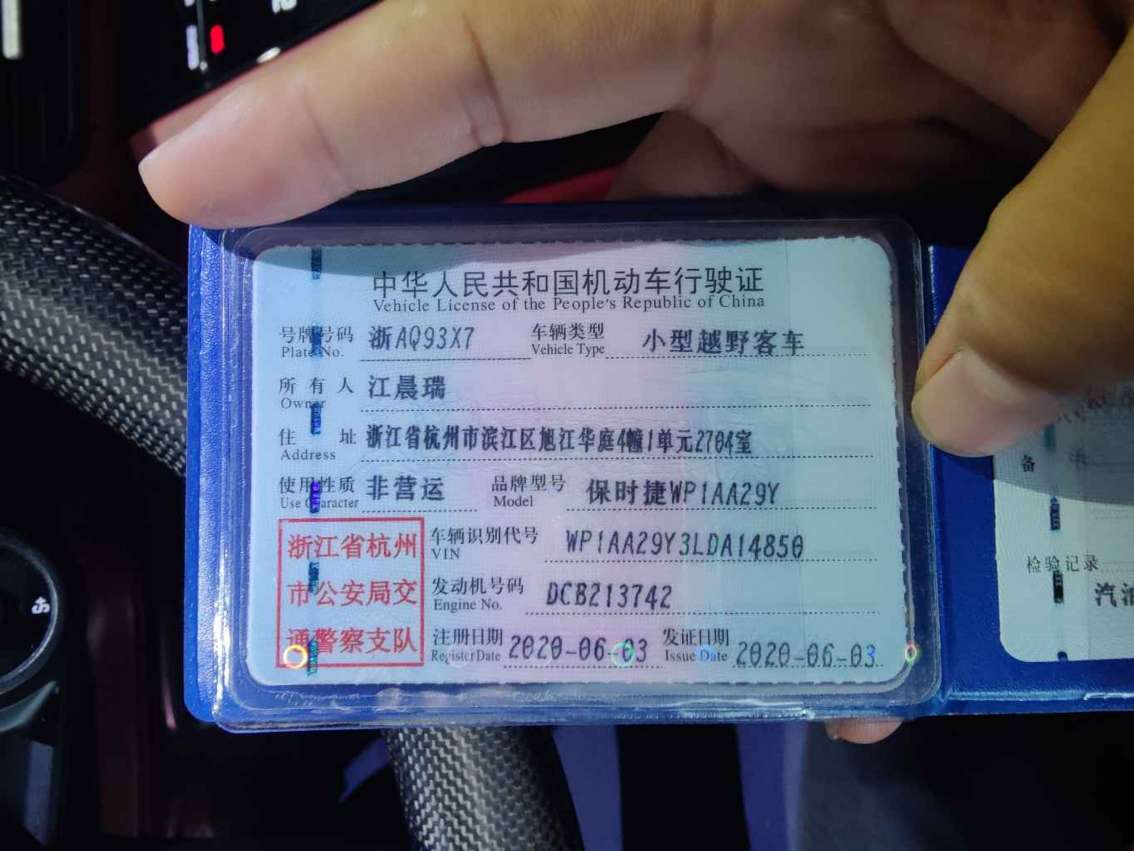 中华人民共和国机动车行驶证
Vehicle License of the People's Republic of China
号牌号码 浙AQ93X7 车辆类型 小型越野客车
Plate No. Vehicle Type
所有人 江晨瑞
Owner
住址 浙江省杭州市滨江区旭江华庭4幢1单元2704室
Address
使用性质 非营运 品牌型号 保时捷WP1AA29Y
Use Character Model
浙江省杭州
市公安局交
通警察支队
车辆识别代号 WP1AA29Y3LDA14850
VIN
发动机号码 DCB213742
Engine No.
注册日期 2020-06-03 发证日期 2020-06-03
Register Date Issue Date
备
检验记录
汽油